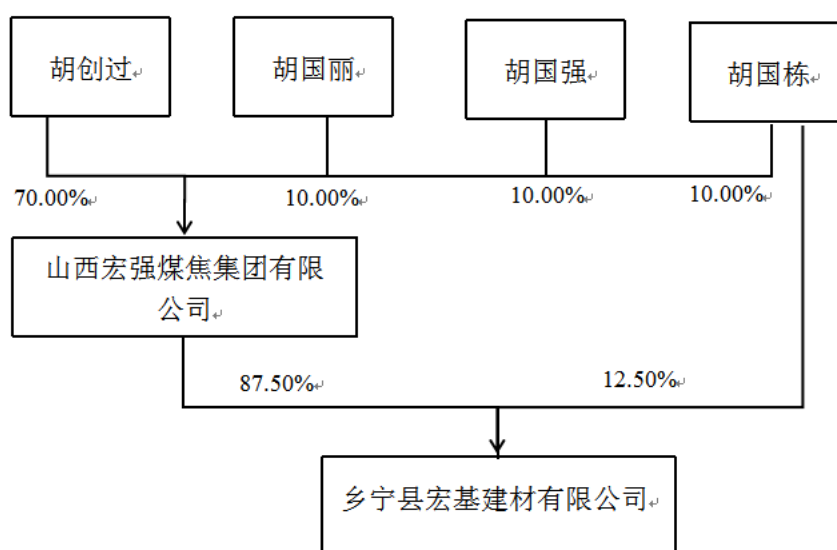 胡创过
胡国丽
胡国强
胡国栋
70.00%
10.00%
10.00%
10.00%
山西宏强煤焦集团有限
公司
87.50%
12.50%
乡宁县宏基建材有限公司